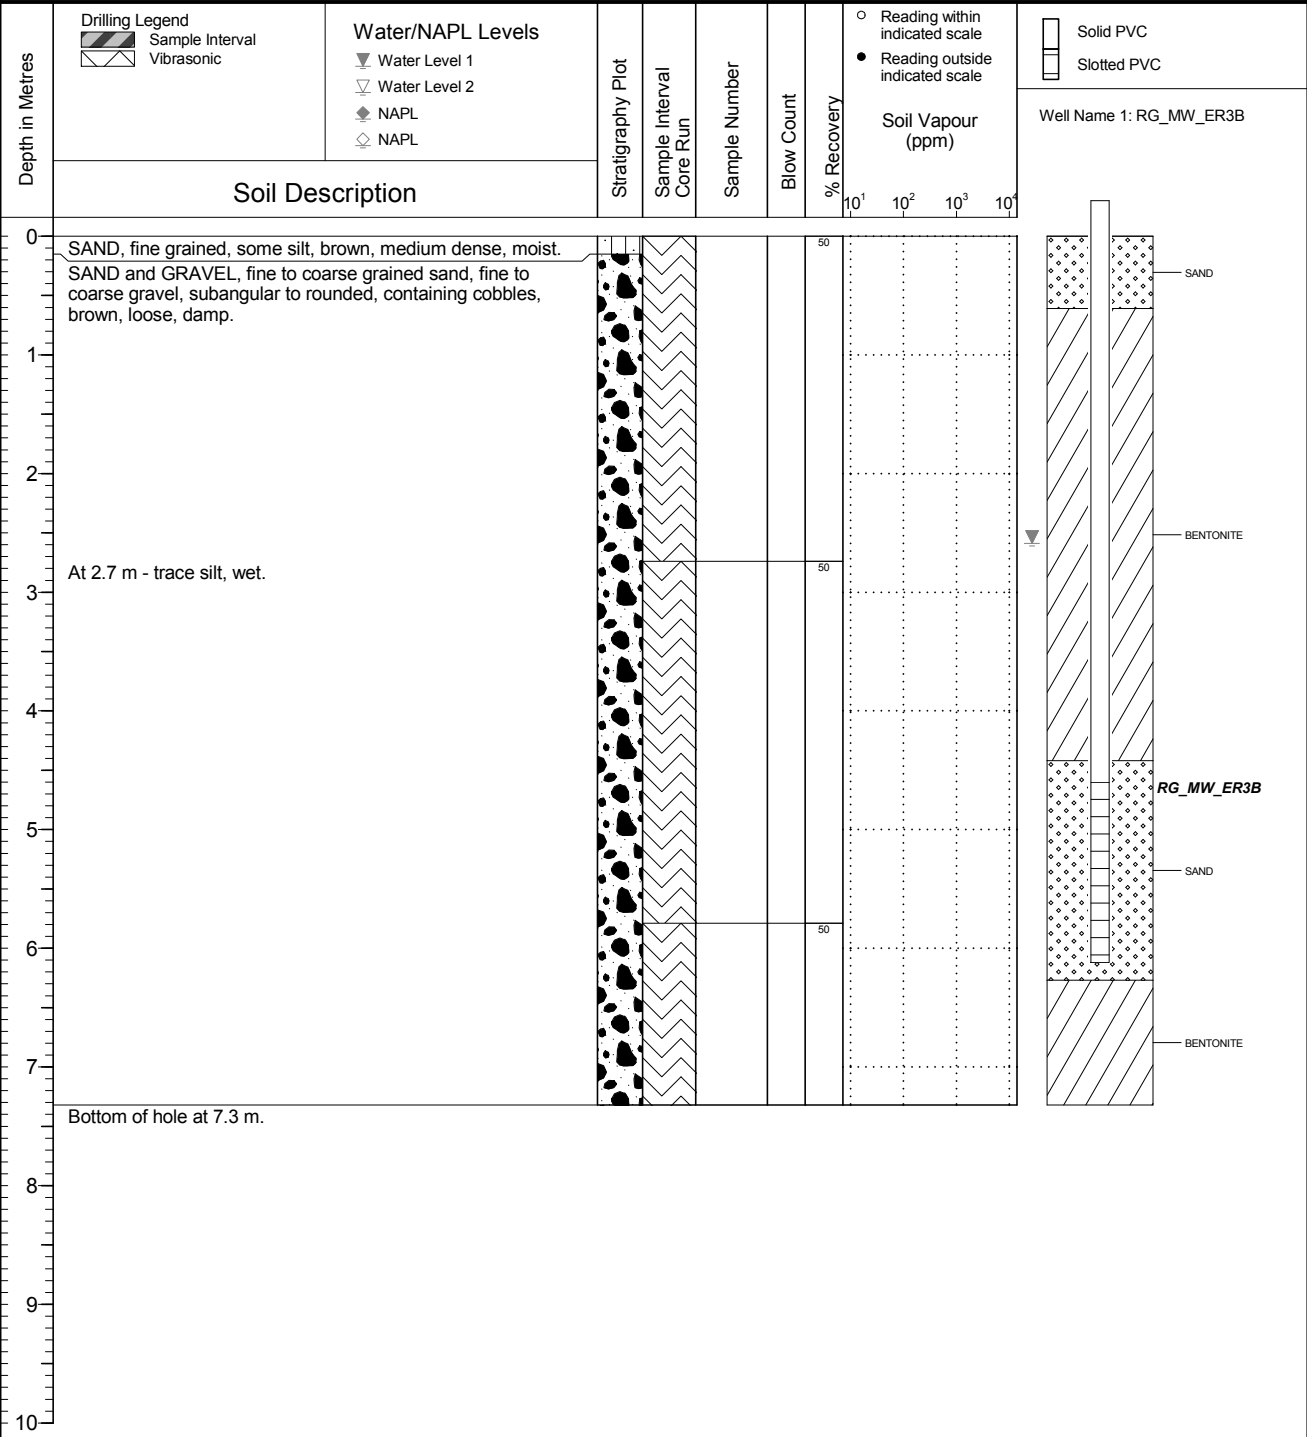 Depth in Metres
Drilling Legend
Sample Interval
Vibrasonic
Water/NAPL Levels
Water Level 1
Water Level 2
NAPL
NAPL
Soil Description
Stratigraphy Plot
Sample Interval
Core Run
Sample Number
Blow Count
% Recovery
Reading within
indicated scale
Reading outside
indicated scale
Soil Vapour
(ppm)
10¹ 10² 10³ 10⁴
Solid PVC
Slotted PVC
Well Name 1: RG_MW_ER3B
0
SAND, fine grained, some silt, brown, medium dense, moist.
50
SAND and GRAVEL, fine to coarse grained sand, fine to
coarse gravel, subangular to rounded, containing cobbles,
brown, loose, damp.
SAND
1
2
BENTONITE
At 2.7 m - trace silt, wet.
50
3
4
RG_MW_ER3B
5
SAND
50
6
BENTONITE
7
Bottom of hole at 7.3 m.
8
9
10